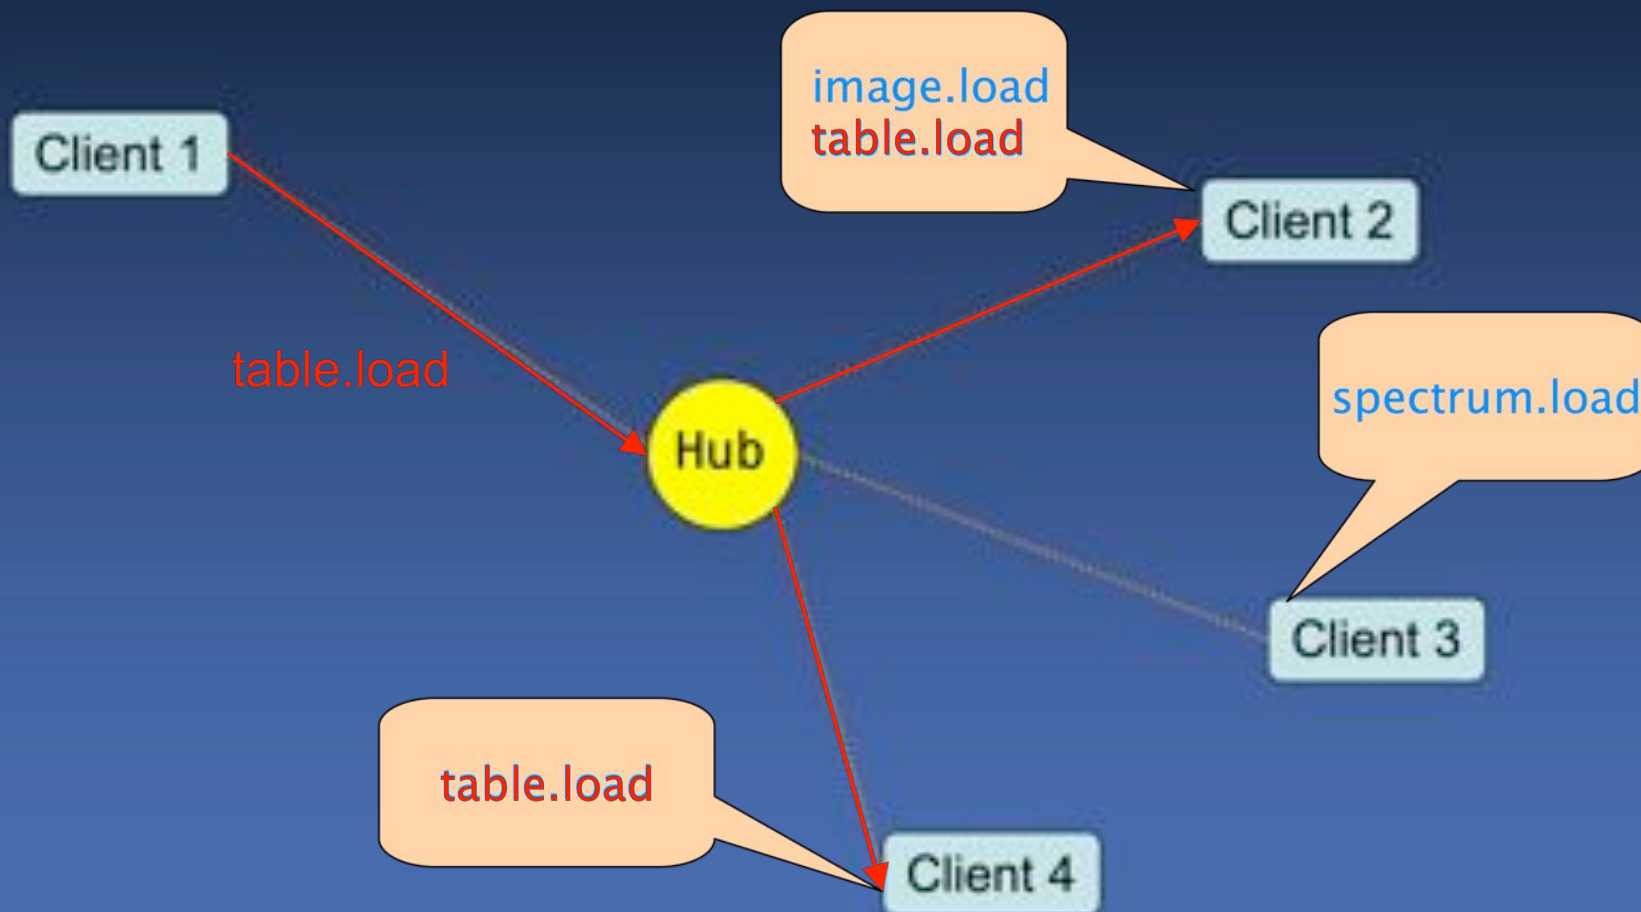 image.load
table.load
Client 1
Client 2
table.load
spectrum.load
Hub
Client 3
table.load
Client 4